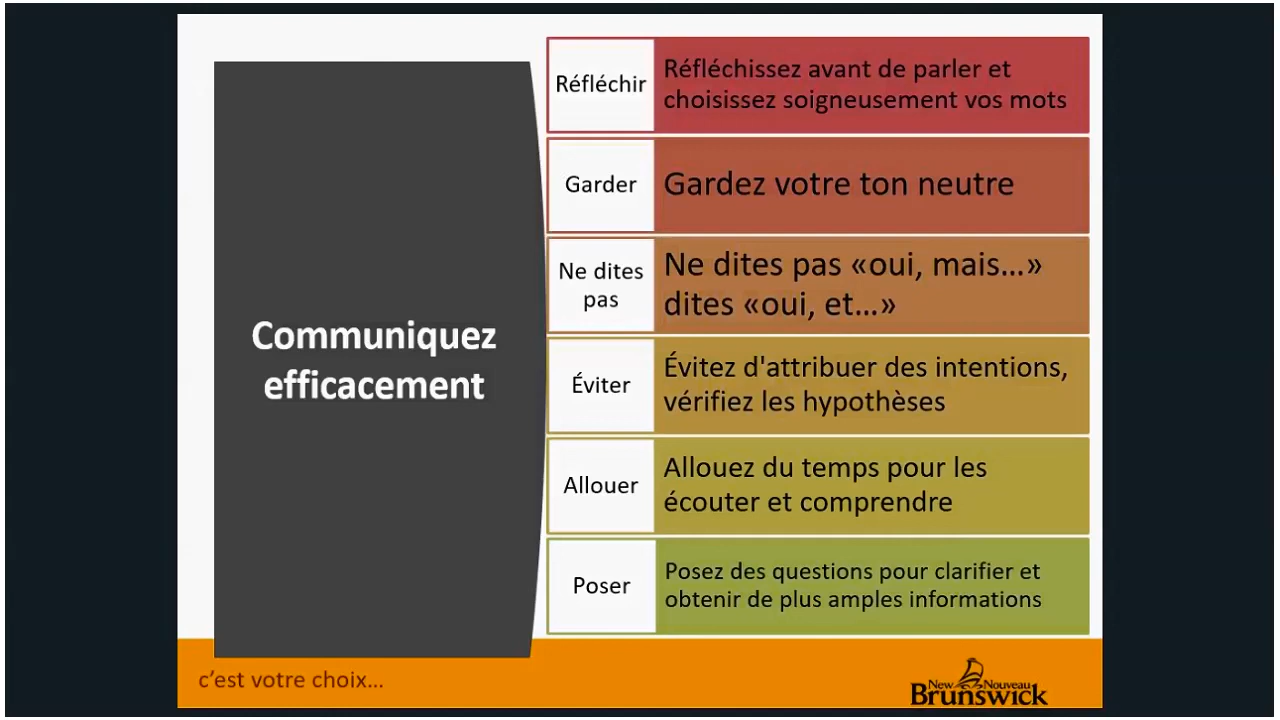 Communiquez
efficacement
Réfléchir
Réfléchissez avant de parler et
choisissez soigneusement vos mots
Garder
Gardez votre ton neutre
Ne dites
pas
Ne dites pas «oui, mais…»
dites «oui, et…»
Éviter
Évitez d'attribuer des intentions,
vérifiez les hypothèses
Allouer
Allouez du temps pour les
écouter et comprendre
Poser
Posez des questions pour clarifier et
obtenir de plus amples informations
c’est votre choix…
New Nouveau
Brunswick